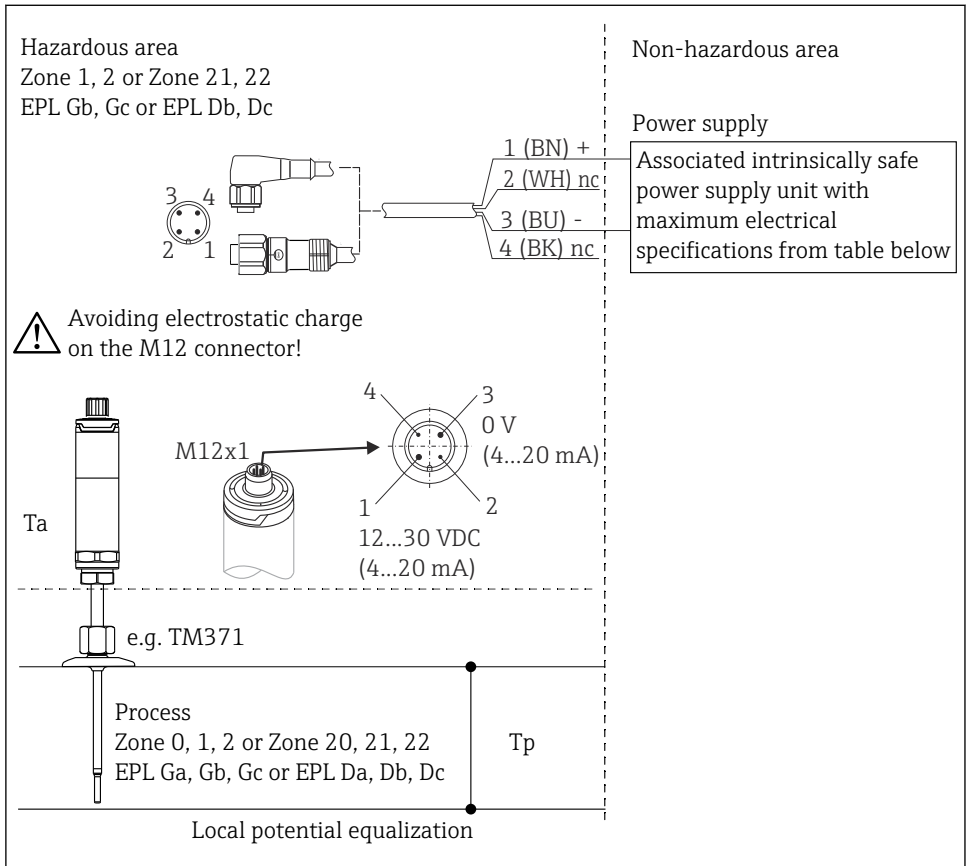 Hazardous area
Zone 1, 2 or Zone 21, 22
EPL Gb, Gc or EPL Db, Dc
Non-hazardous area
Power supply
Associated intrinsically safe
power supply unit with
maximum electrical
specifications from table below
1 (BN) +
2 (WH) nc
3 (BU) -
4 (BK) nc
3 4
2 1
Avoiding electrostatic charge
on the M12 connector!
M12x1
4
3
0 V
(4...20 mA)
1
2
12...30 VDC
(4...20 mA)
Ta
e.g. TM371
Process
Zone 0, 1, 2 or Zone 20, 21, 22
EPL Ga, Gb, Gc or EPL Da, Db, Dc
Tp
Local potential equalization